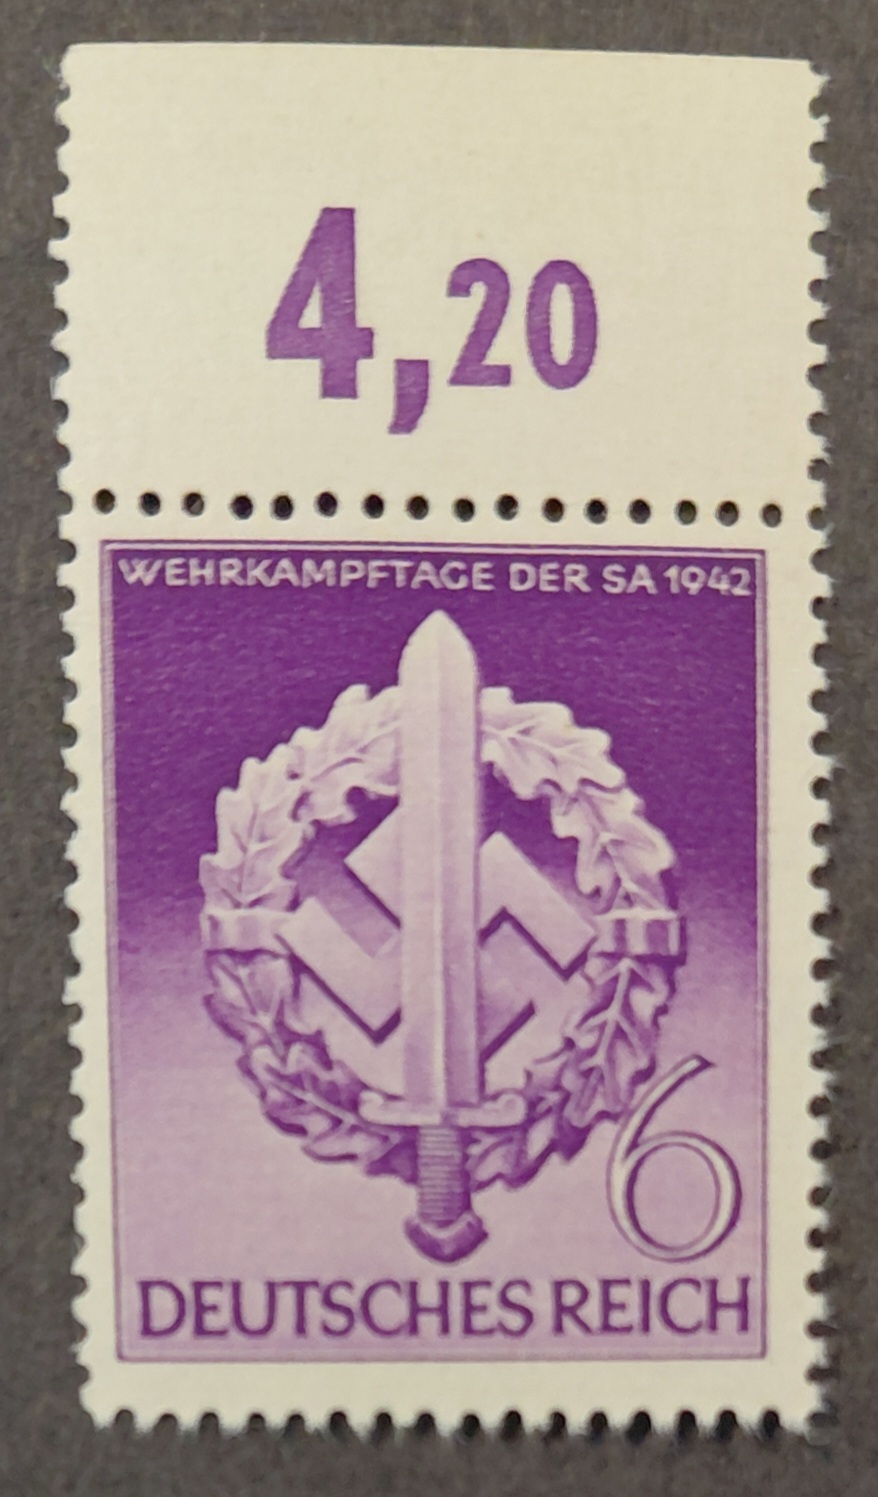 4,20
WEHRKAMPFTAGE DER SA 1942
6
DEUTSCHES REICH